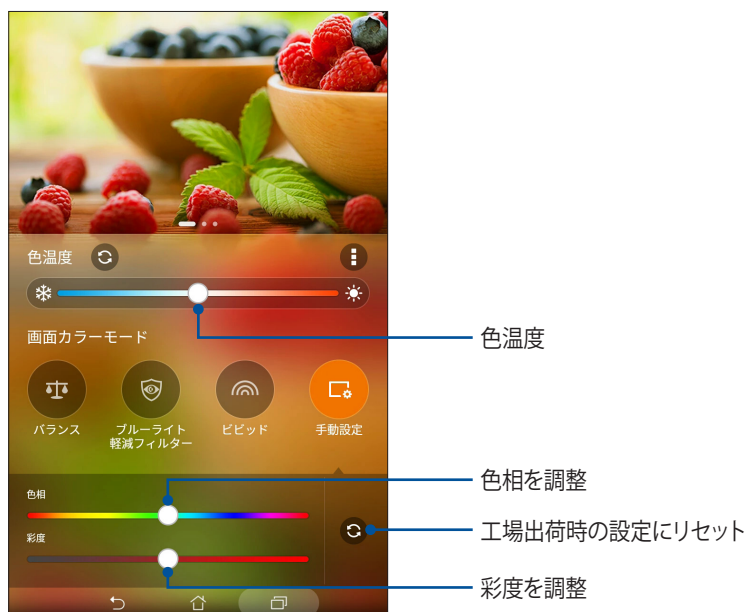 色温度
画面カラーモード
色温度
バランス
ブルーライト
軽減フィルター
ビビッド
手動設定
色相
色相を調整
工場出荷時の設定にリセット
彩度
彩度を調整